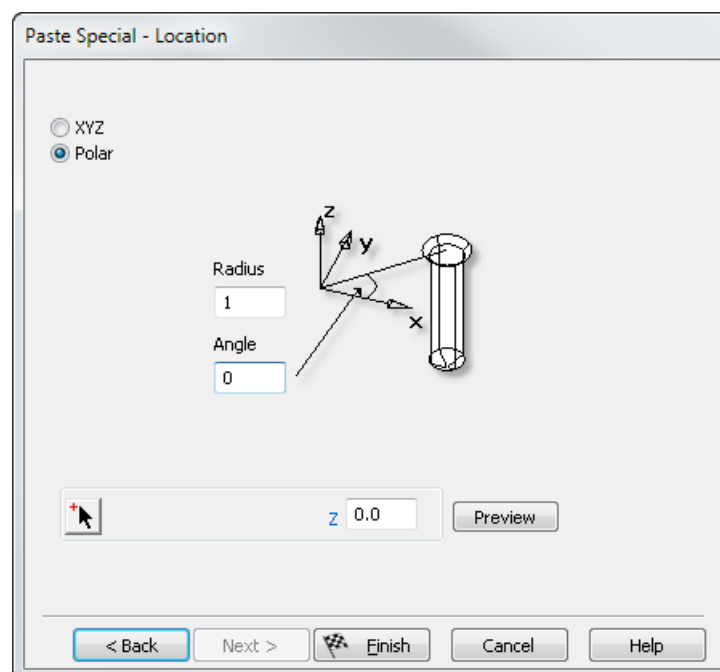 Paste Special - Location
XYZ
Polar
z
y
x
Radius
1
Angle
0
Z 0.0 Preview
< Back Next > Finish Cancel Help